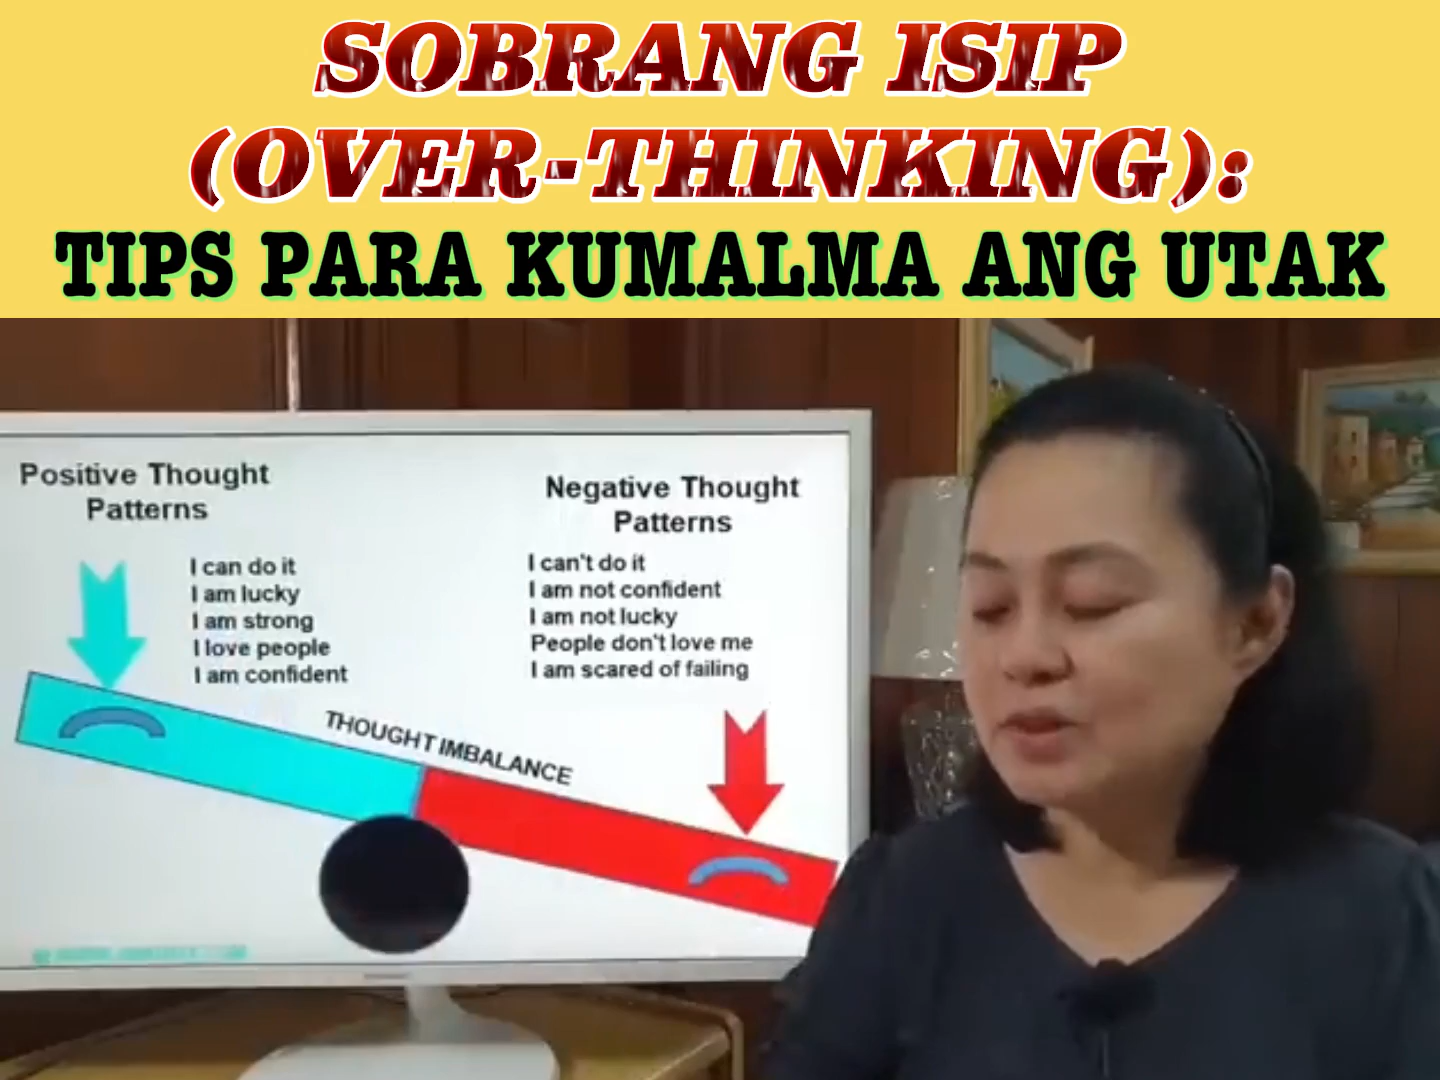 SOBRANG ISIP
(OVER-THINKING):
TIPS PARA KUMALMA ANG UTAK
Positive Thought
Patterns
I can do it
I am lucky
I am strong
I love people
I am confident
Negative Thought
Patterns
I can't do it
I am not confident
I am not lucky
People don't love me
I am scared of failing
THOUGHT IMBALANCE